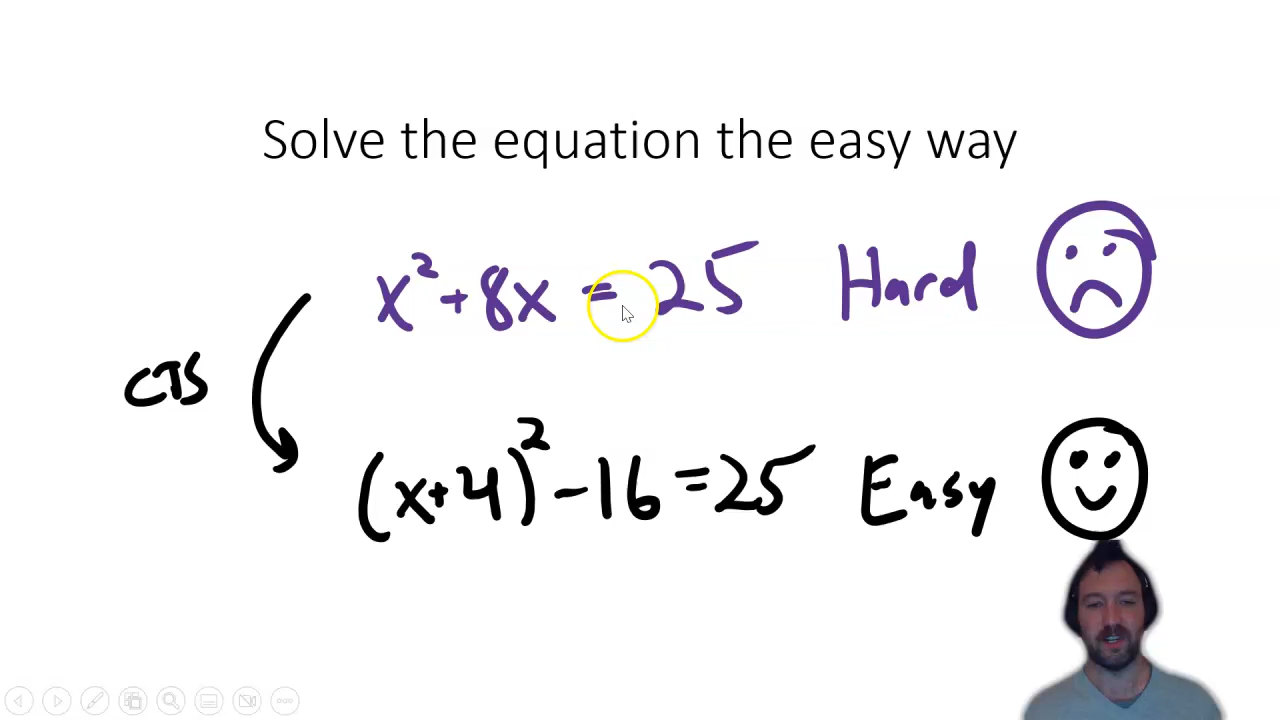 Solve the equation the easy way
x² + 8x = 25 Hard
CTS
(x+4)² - 16 = 25 Easy